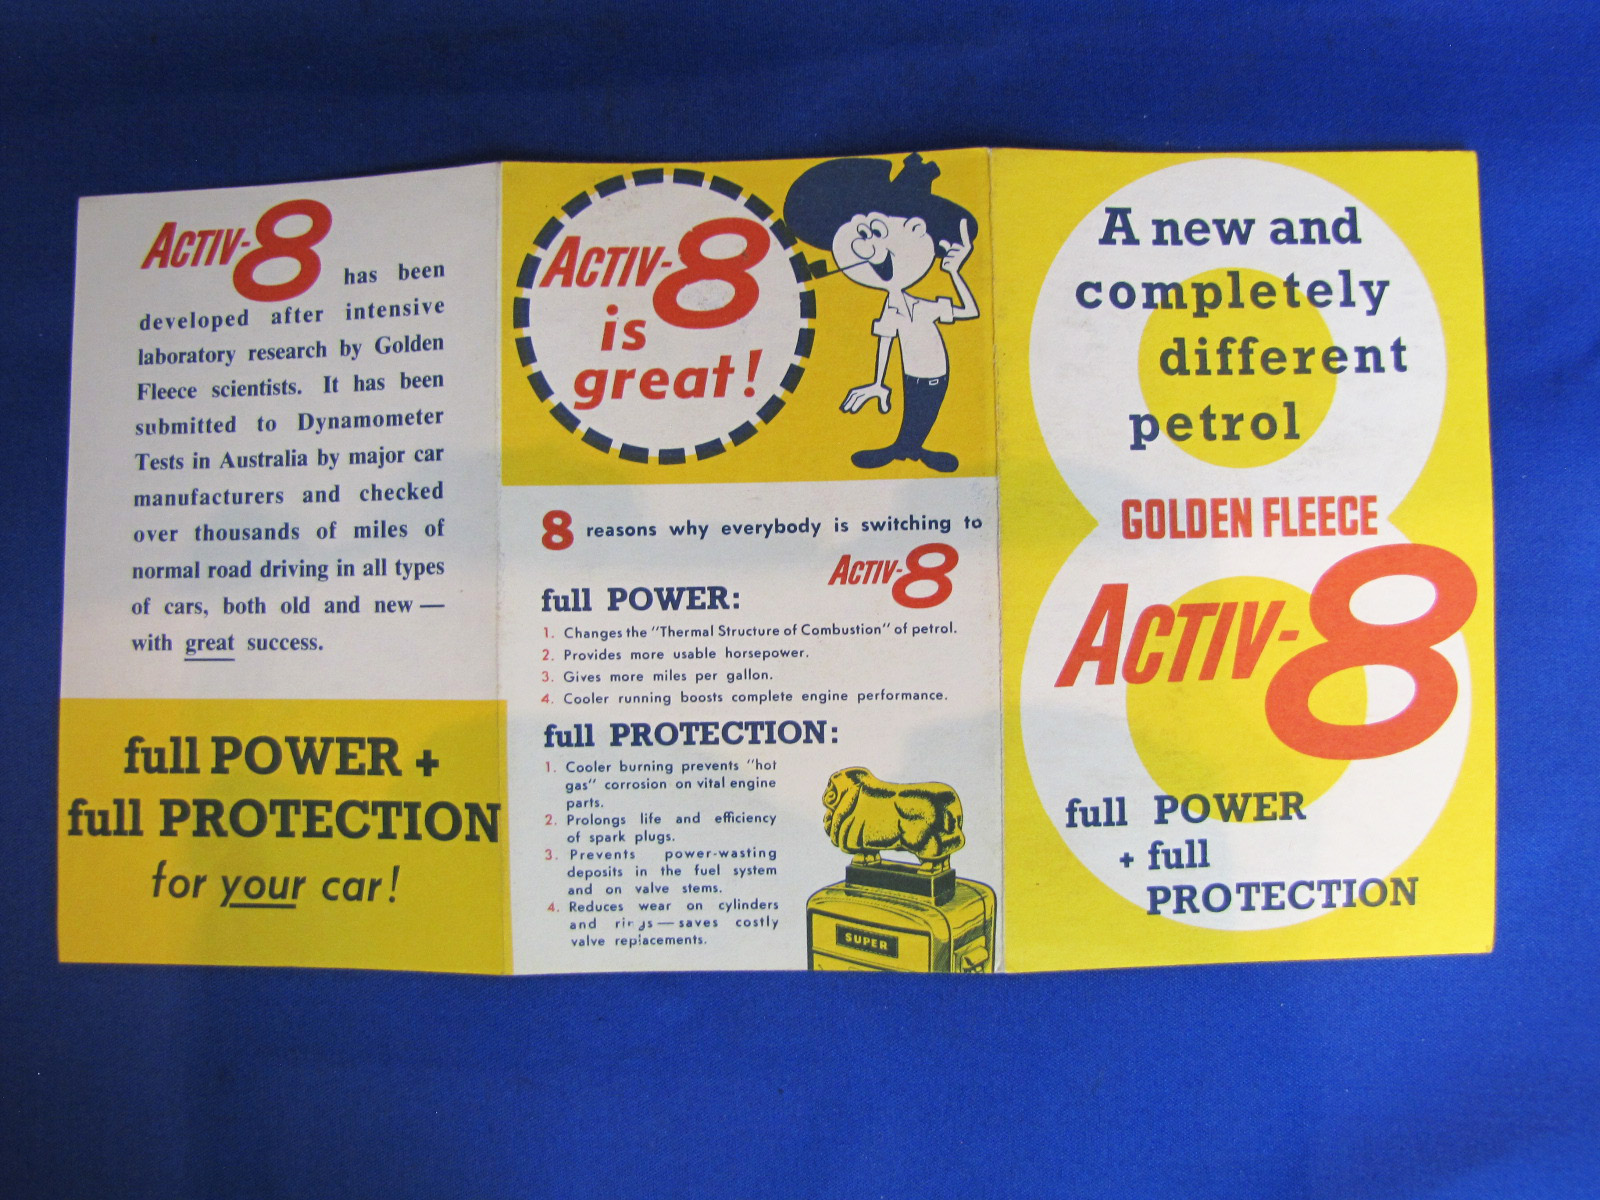 ACTIV-8 has been
developed after intensive
laboratory research by Golden
Fleece scientists. It has been
submitted to Dynamometer
Tests in Australia by major car
manufacturers and checked
over thousands of miles of
normal road driving in all types
of cars, both old and new —
with great success.
full POWER +
full PROTECTION
for your car!
ACTIV-8
is
great!
8 reasons why everybody is switching to
ACTIV-8
full POWER:
1. Changes the "Thermal Structure of Combustion" of petrol.
2. Provides more usable horsepower.
3. Gives more miles per gallon.
4. Cooler running boosts complete engine performance.
full PROTECTION:
1. Cooler burning prevents "hot
gas" corrosion on vital engine
parts.
2. Prolongs life and efficiency
of spark plugs.
3. Prevents power-wasting
deposits in the fuel system
and on valve stems.
4. Reduces wear on cylinders
and rings — saves costly
valve replacements.
SUPER
A new and
completely
different
petrol
GOLDEN FLEECE
ACTIV-8
full POWER
+ full
PROTECTION